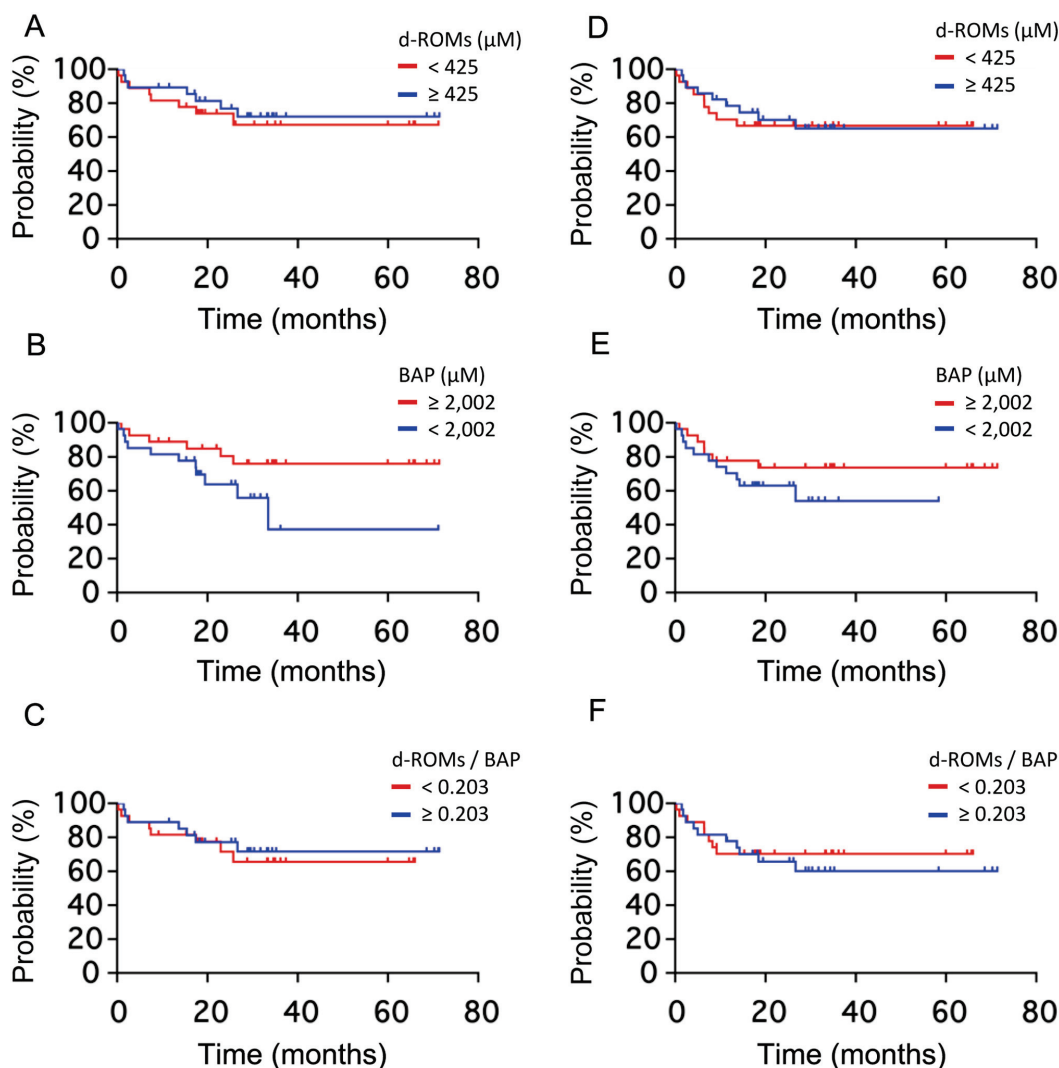 A
d-ROMs (μM)
< 425
≥ 425
Probability (%)
100
80
60
40
20
0
0 20 40 60 80
Time (months)
D
d-ROMs (μM)
< 425
≥ 425
Probability (%)
100
80
60
40
20
0
0 20 40 60 80
Time (months)
B
BAP (μM)
≥ 2,002
< 2,002
Probability (%)
100
80
60
40
20
0
0 20 40 60 80
Time (months)
E
BAP (μM)
≥ 2,002
< 2,002
Probability (%)
100
80
60
40
20
0
0 20 40 60 80
Time (months)
C
d-ROMs / BAP
< 0.203
≥ 0.203
Probability (%)
100
80
60
40
20
0
0 20 40 60 80
Time (months)
F
d-ROMs / BAP
< 0.203
≥ 0.203
Probability (%)
100
80
60
40
20
0
0 20 40 60 80
Time (months)